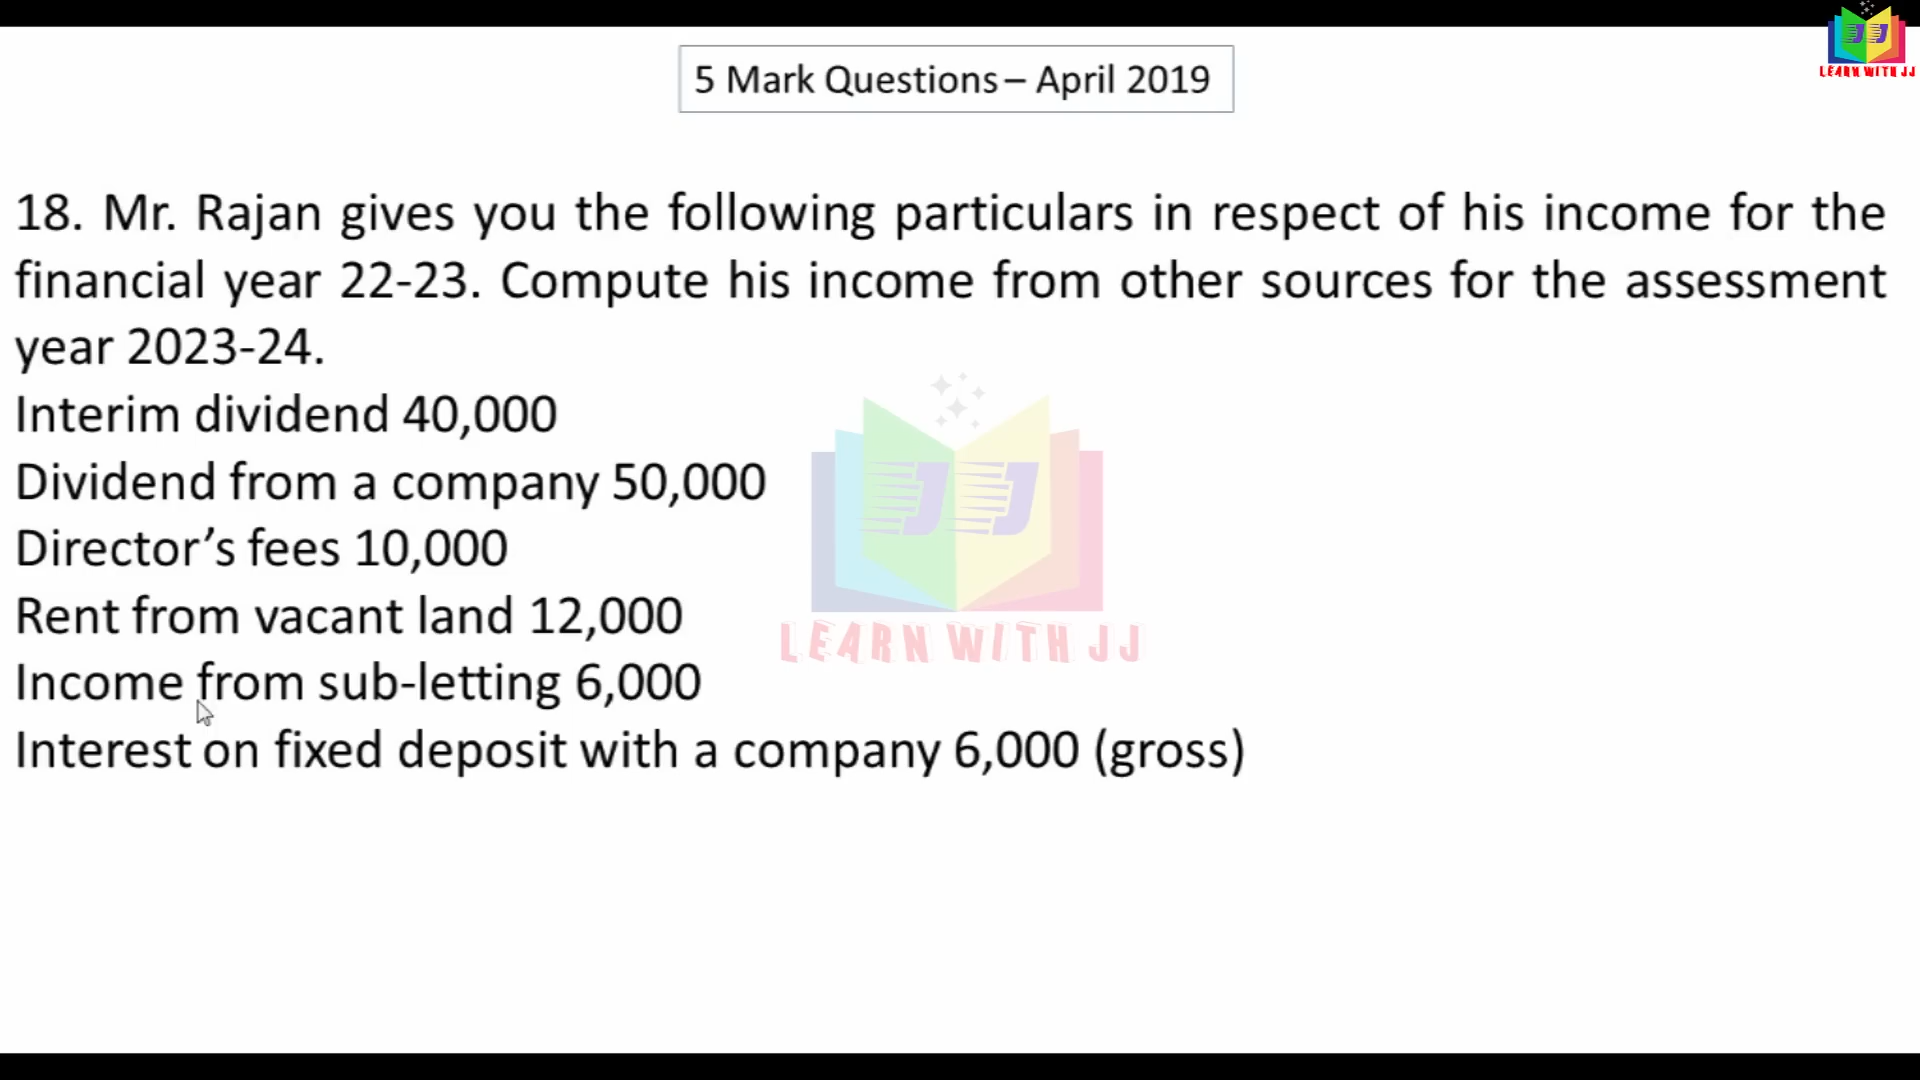 LEARN WITH JJ
5 Mark Questions – April 2019
18. Mr. Rajan gives you the following particulars in respect of his income for the
financial year 22-23. Compute his income from other sources for the assessment
year 2023-24.
Interim dividend 40,000
Dividend from a company 50,000
Director’s fees 10,000
Rent from vacant land 12,000
Income from sub-letting 6,000
Interest on fixed deposit with a company 6,000 (gross)
JJ
LEARN WITH JJ